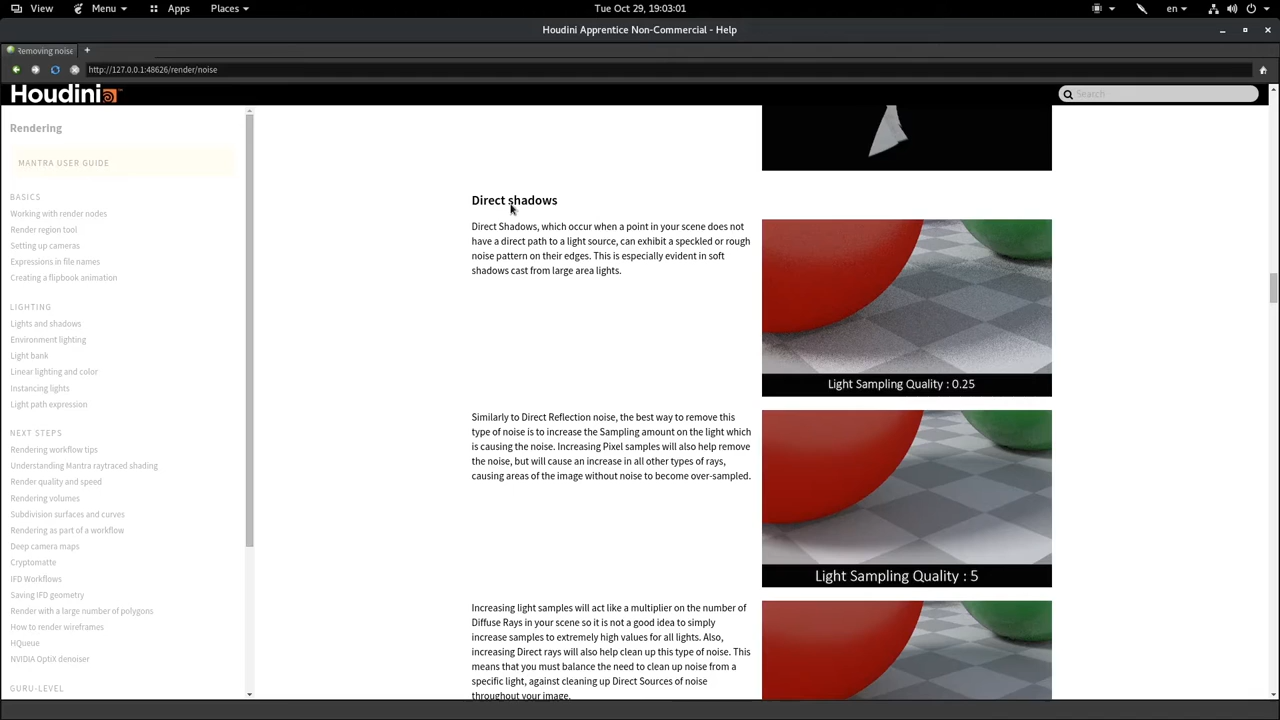 View Menu Apps Places Tue Oct 29, 19:03:01 en
Houdini Apprentice Non-Commercial - Help
Removing noise
http://127.0.0.1:48626/render/noise
Houdini
Search
Rendering
MANTRA USER GUIDE
BASICS
Working with render nodes
Render region tool
Setting up cameras
Expressions in file names
Creating a flipbook animation
LIGHTING
Lights and shadows
Environment lighting
Light bank
Linear lighting and color
Instancing lights
Light path expression
NEXT STEPS
Rendering workflow tips
Understanding Mantra raytraced shading
Render quality and speed
Rendering volumes
Subdivision surfaces and curves
Rendering as part of a workflow
Deep camera maps
Cryptomatte
IFD Workflows
Saving IFD geometry
Render with a large number of polygons
How to render wireframes
HQueue
NVIDIA OptiX denoiser
GURU-LEVEL
Direct shadows
Direct Shadows, which occur when a point in your scene does not
have a direct path to a light source, can exhibit a speckled or rough
noise pattern on their edges. This is especially evident in soft
shadows cast from large area lights.
Light Sampling Quality : 0.25
Similarly to Direct Reflection noise, the best way to remove this
type of noise is to increase the Sampling amount on the light which
is causing the noise. Increasing Pixel samples will also help remove
the noise, but will cause an increase in all other types of rays,
causing areas of the image without noise to become over-sampled.
Light Sampling Quality : 5
Increasing light samples will act like a multiplier on the number of
Diffuse Rays in your scene so it is not a good idea to simply
increase samples to extremely high values for all lights. Also,
increasing Direct rays will also help clean up this type of noise. This
means that you must balance the need to clean up noise from a
specific light, against cleaning up Direct Sources of noise
throughout your image.